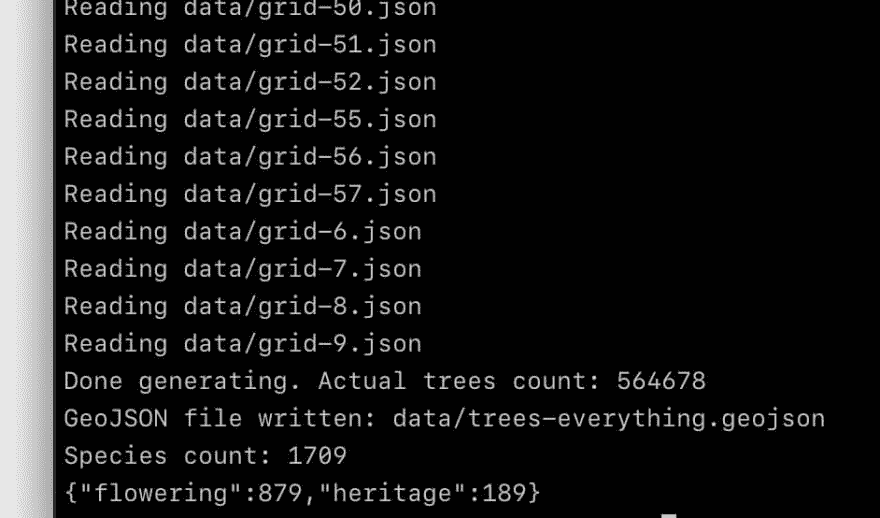 Reading data/grid-50.json
Reading data/grid-51.json
Reading data/grid-52.json
Reading data/grid-55.json
Reading data/grid-56.json
Reading data/grid-57.json
Reading data/grid-6.json
Reading data/grid-7.json
Reading data/grid-8.json
Reading data/grid-9.json
Done generating. Actual trees count: 564678
GeoJSON file written: data/trees-everything.geojson
Species count: 1709
{"flowering":879,"heritage":189}